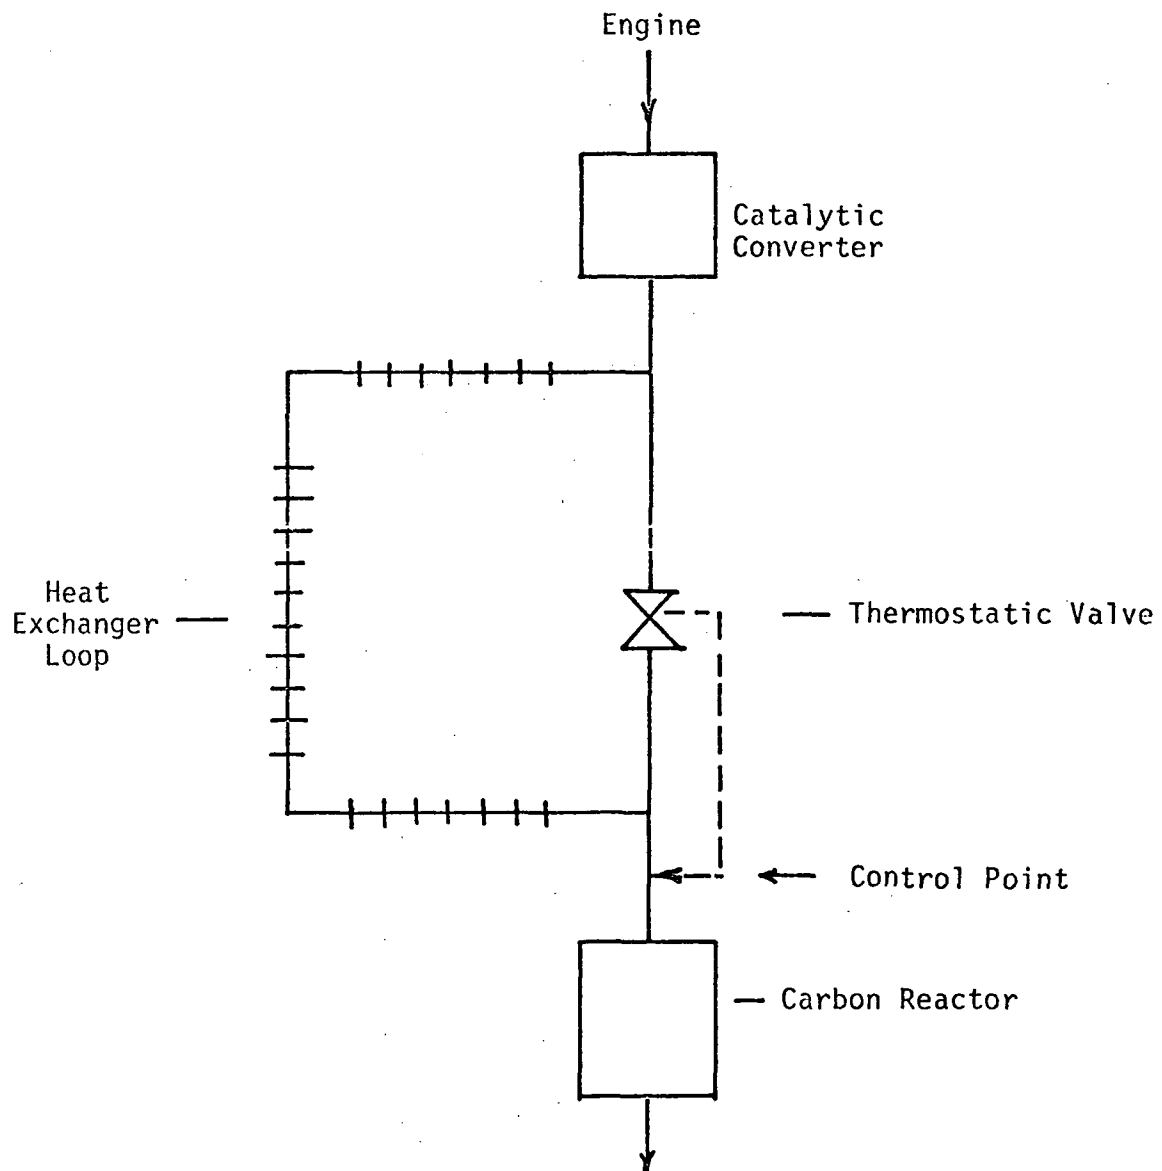 Engine
Catalytic
Converter
Heat
Exchanger
Loop
Thermostatic Valve
Control Point
Carbon Reactor